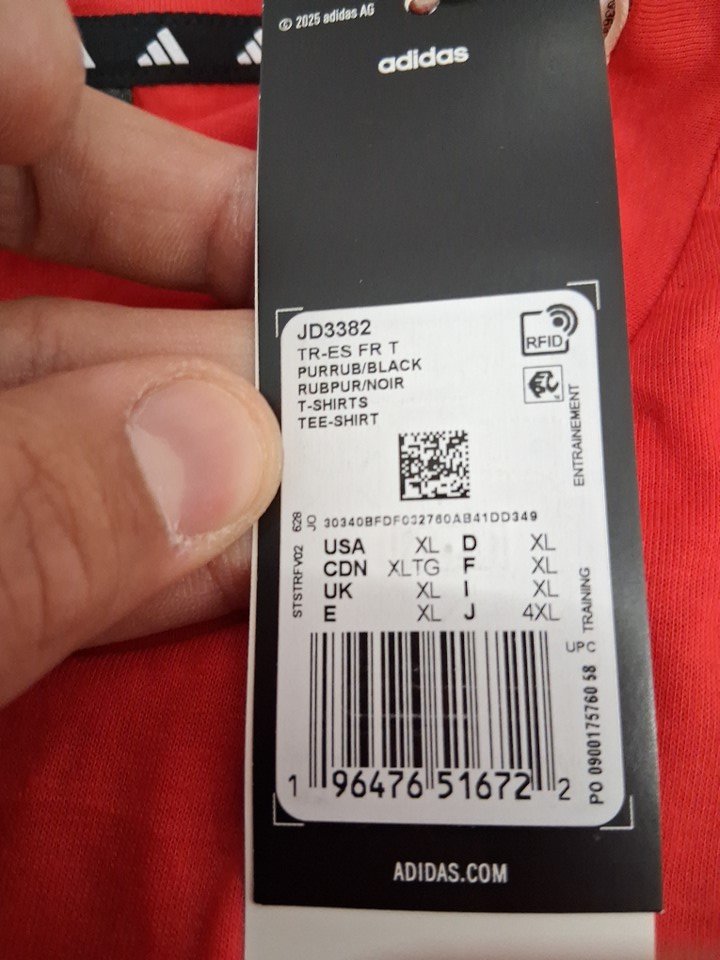 © 2025 adidas AG
adidas
JD3382
TR-ES FR T
PURRUB/BLACK
RUBPUR/NOIR
T-SHIRTS
TEE-SHIRT
RFID
ENTRAINEMENT
TRAINING
STSTRFV02 628
JO 30340BFDF032760AB41DD349
USA XL D XL
CDN XLTG F XL
UK XL I XL
E XL J 4XL
UPC
PO 0900175760 58
1 96476 51672 2
ADIDAS.COM